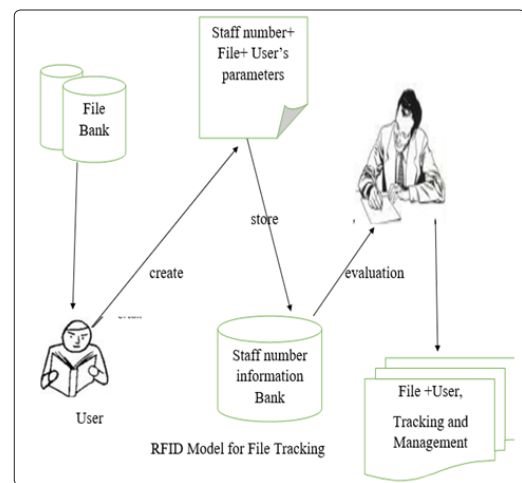 Staff number+
File+ User's
parameters
File
Bank
store
create
evaluation
Staff number
information
Bank
User
File +User,
Tracking and
Management
RFID Model for File Tracking